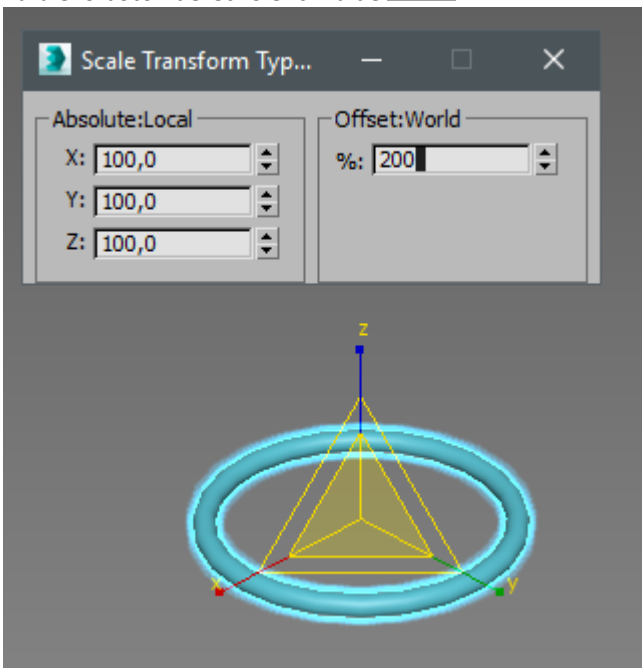 Scale Transform Typ...
Absolute:Local
X: 100,0
Y: 100,0
Z: 100,0
Offset:World
%: 200
z
x
y